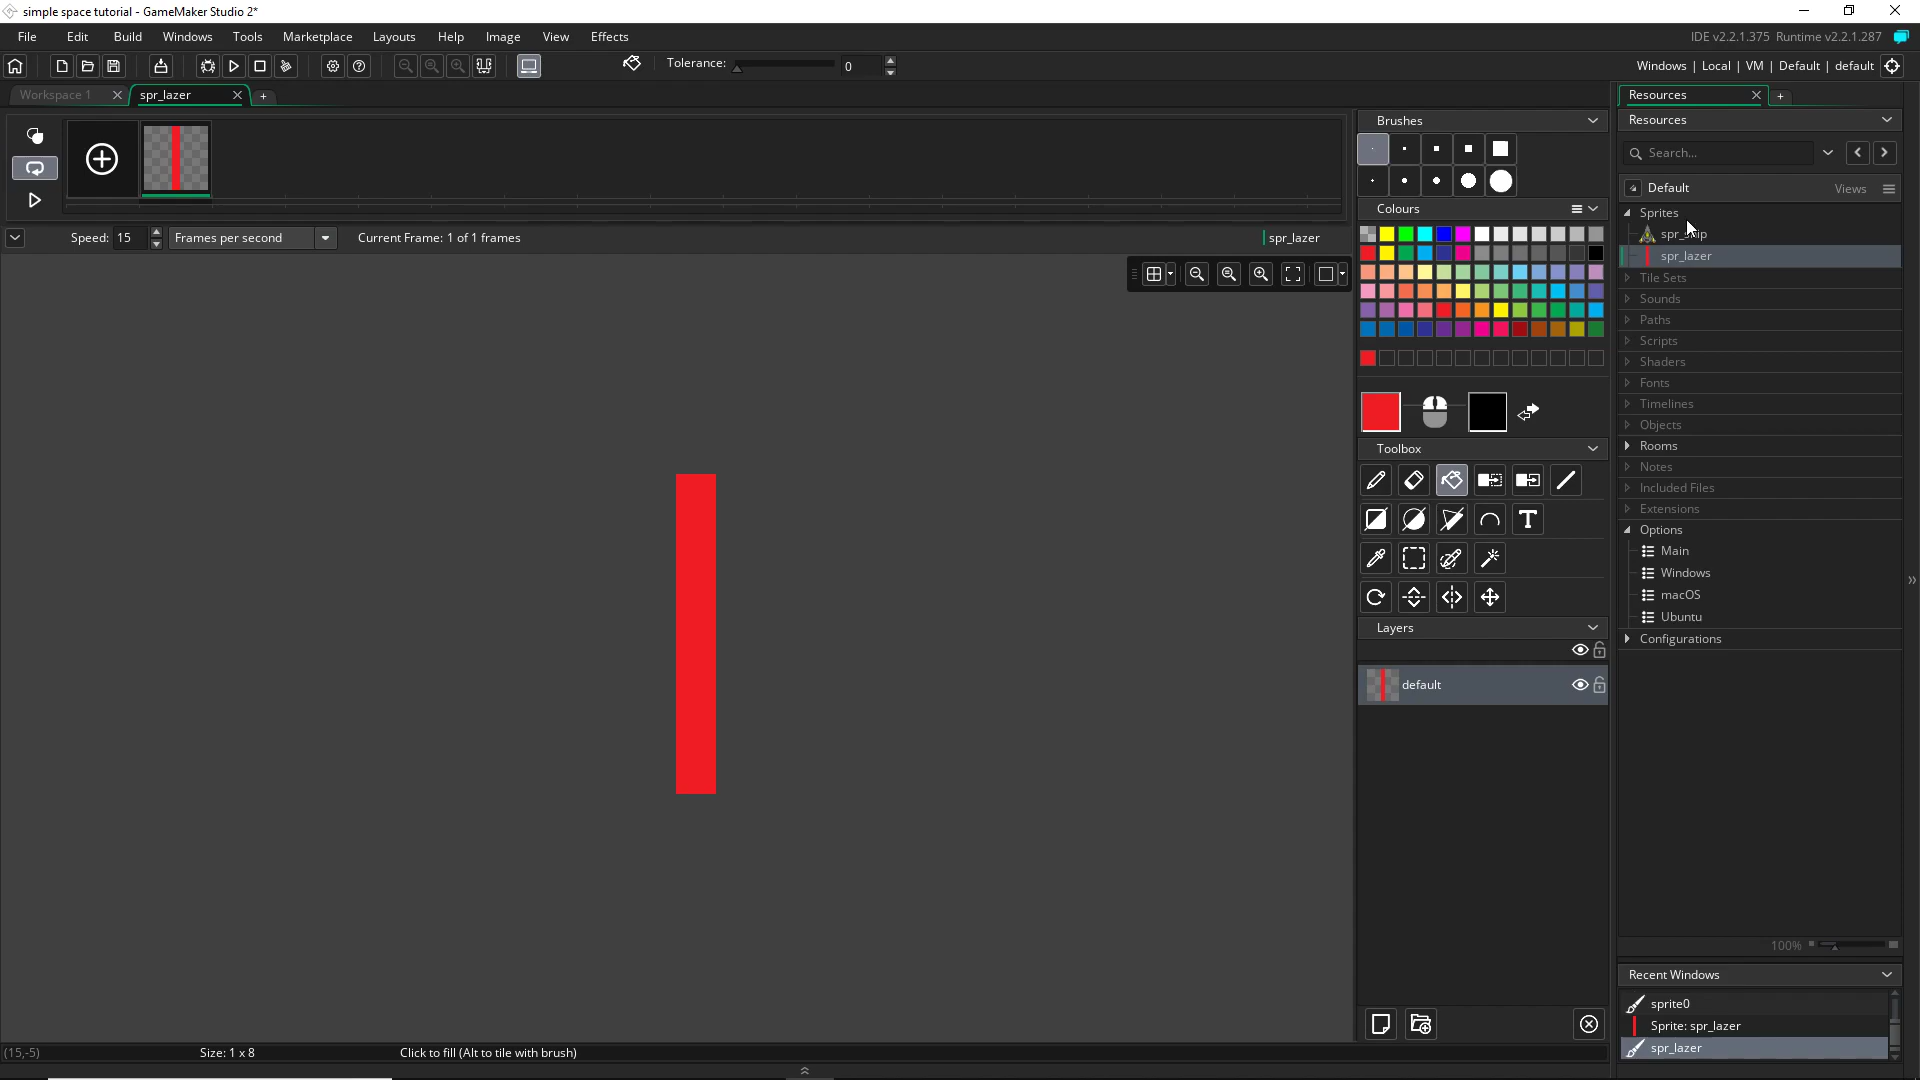 simple space tutorial - GameMaker Studio 2*
File Edit Build Windows Tools Marketplace Layouts Help Image View Effects
IDE v2.2.1.375 Runtime v2.2.1.287
Tolerance: 0
Windows | Local | VM | Default | default
Workspace 1
spr_lazer
Speed: 15 Frames per second Current Frame: 1 of 1 frames
spr_lazer
Brushes
Colours
Toolbox
T
Layers
default
Resources
Resources
Search...
Default Views
Sprites
spr_ship
spr_lazer
Tile Sets
Sounds
Paths
Scripts
Shaders
Fonts
Timelines
Objects
Rooms
Notes
Included Files
Extensions
Options
Main
Windows
macOS
Ubuntu
Configurations
100%
Recent Windows
sprite0
Sprite: spr_lazer
spr_lazer
(15,-5) Size: 1 x 8 Click to fill (Alt to tile with brush)